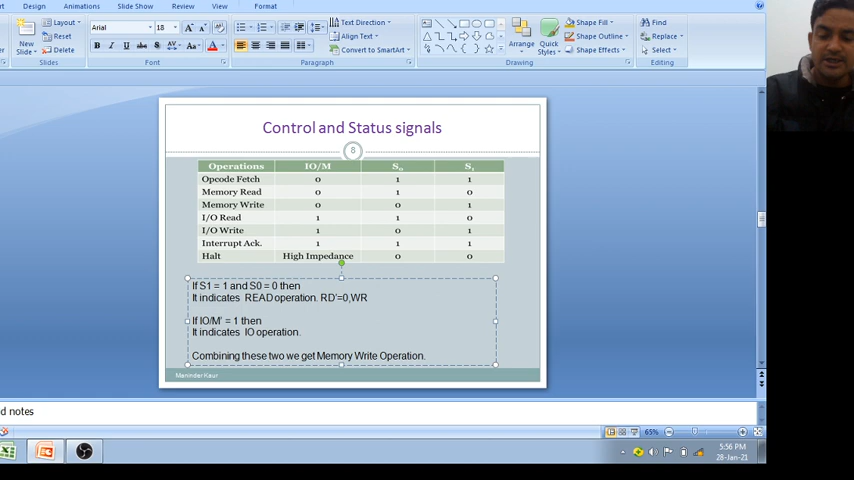 Design Animations Slide Show Review View Format
New Slide
Layout
Reset
Delete
Arial 18
B I U abe S AV Aa A
Text Direction
Align Text
Convert to SmartArt
Arrange
Quick Styles
Shape Fill
Shape Outline
Shape Effects
Find
Replace
Select
Slides Font Paragraph Drawing Editing
Control and Status signals
8
Operations IO/M S0 S1
Opcode Fetch 0 1 1
Memory Read 0 1 0
Memory Write 0 0 1
I/O Read 1 1 0
I/O Write 1 0 1
Interrupt Ack. 1 1 1
Halt High Impedance 0 0
If S1 = 1 and S0 = 0 then
It indicates READ operation. RD'=0,WR
If IO/M' = 1 then
It indicates IO operation.
Combining these two we get Memory Write Operation.
Maninder Kaur
d notes
65%
5:56 PM
28-Jan-21